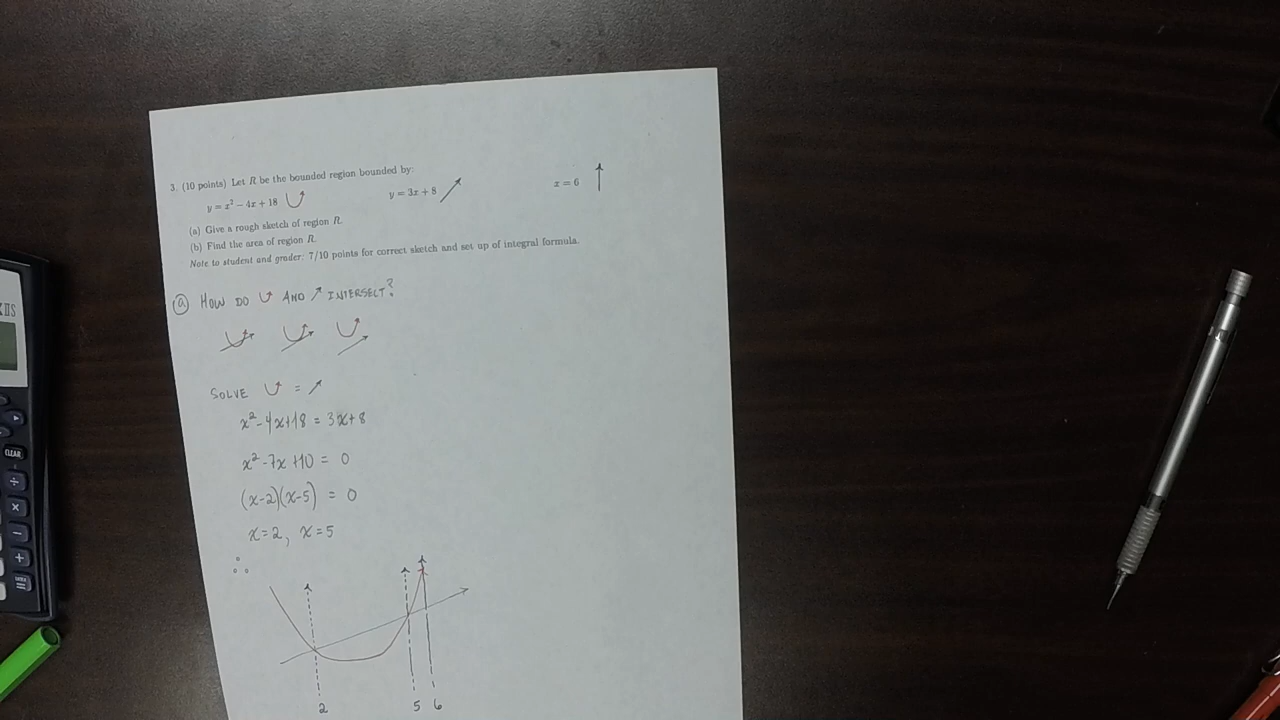 3. (10 points) Let R be the bounded region bounded by:
y = x² − 4x + 18 y = 3x + 8 x = 6
(a) Give a rough sketch of region R.
(b) Find the area of region R.
Note to student and grader: 7/10 points for correct sketch and set up of integral formula.
(a) HOW DO AND ↗ INTERSECT?
SOLVE = ↗
x²-4x+18 = 3x+8
x²-7x+10 = 0
(x-2)(x-5) = 0
x=2, x=5
∴
2 5 6
CLEAR
÷
×
−
+